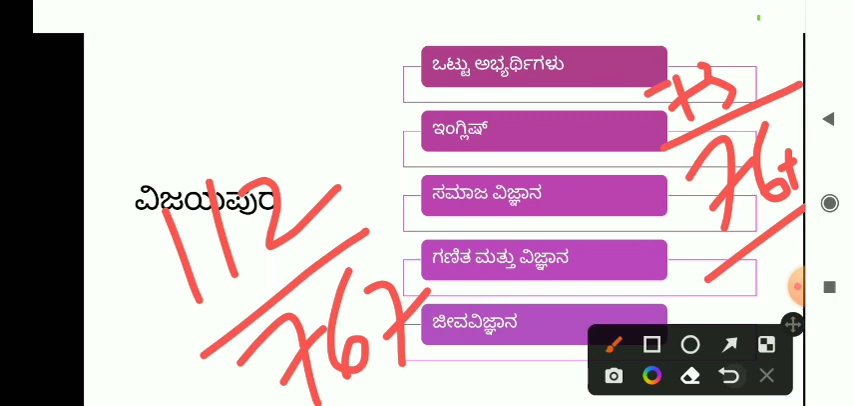 ಒಟ್ಟು ಅಭ್ಯರ್ಥಿಗಳು
ಇಂಗ್ಲಿಷ್
ವಿಜಯಪುರ
ಸಮಾಜ ವಿಜ್ಞಾನ
ಗಣಿತ ಮತ್ತು ವಿಜ್ಞಾನ
ಜೀವವಿಜ್ಞಾನ
112
767